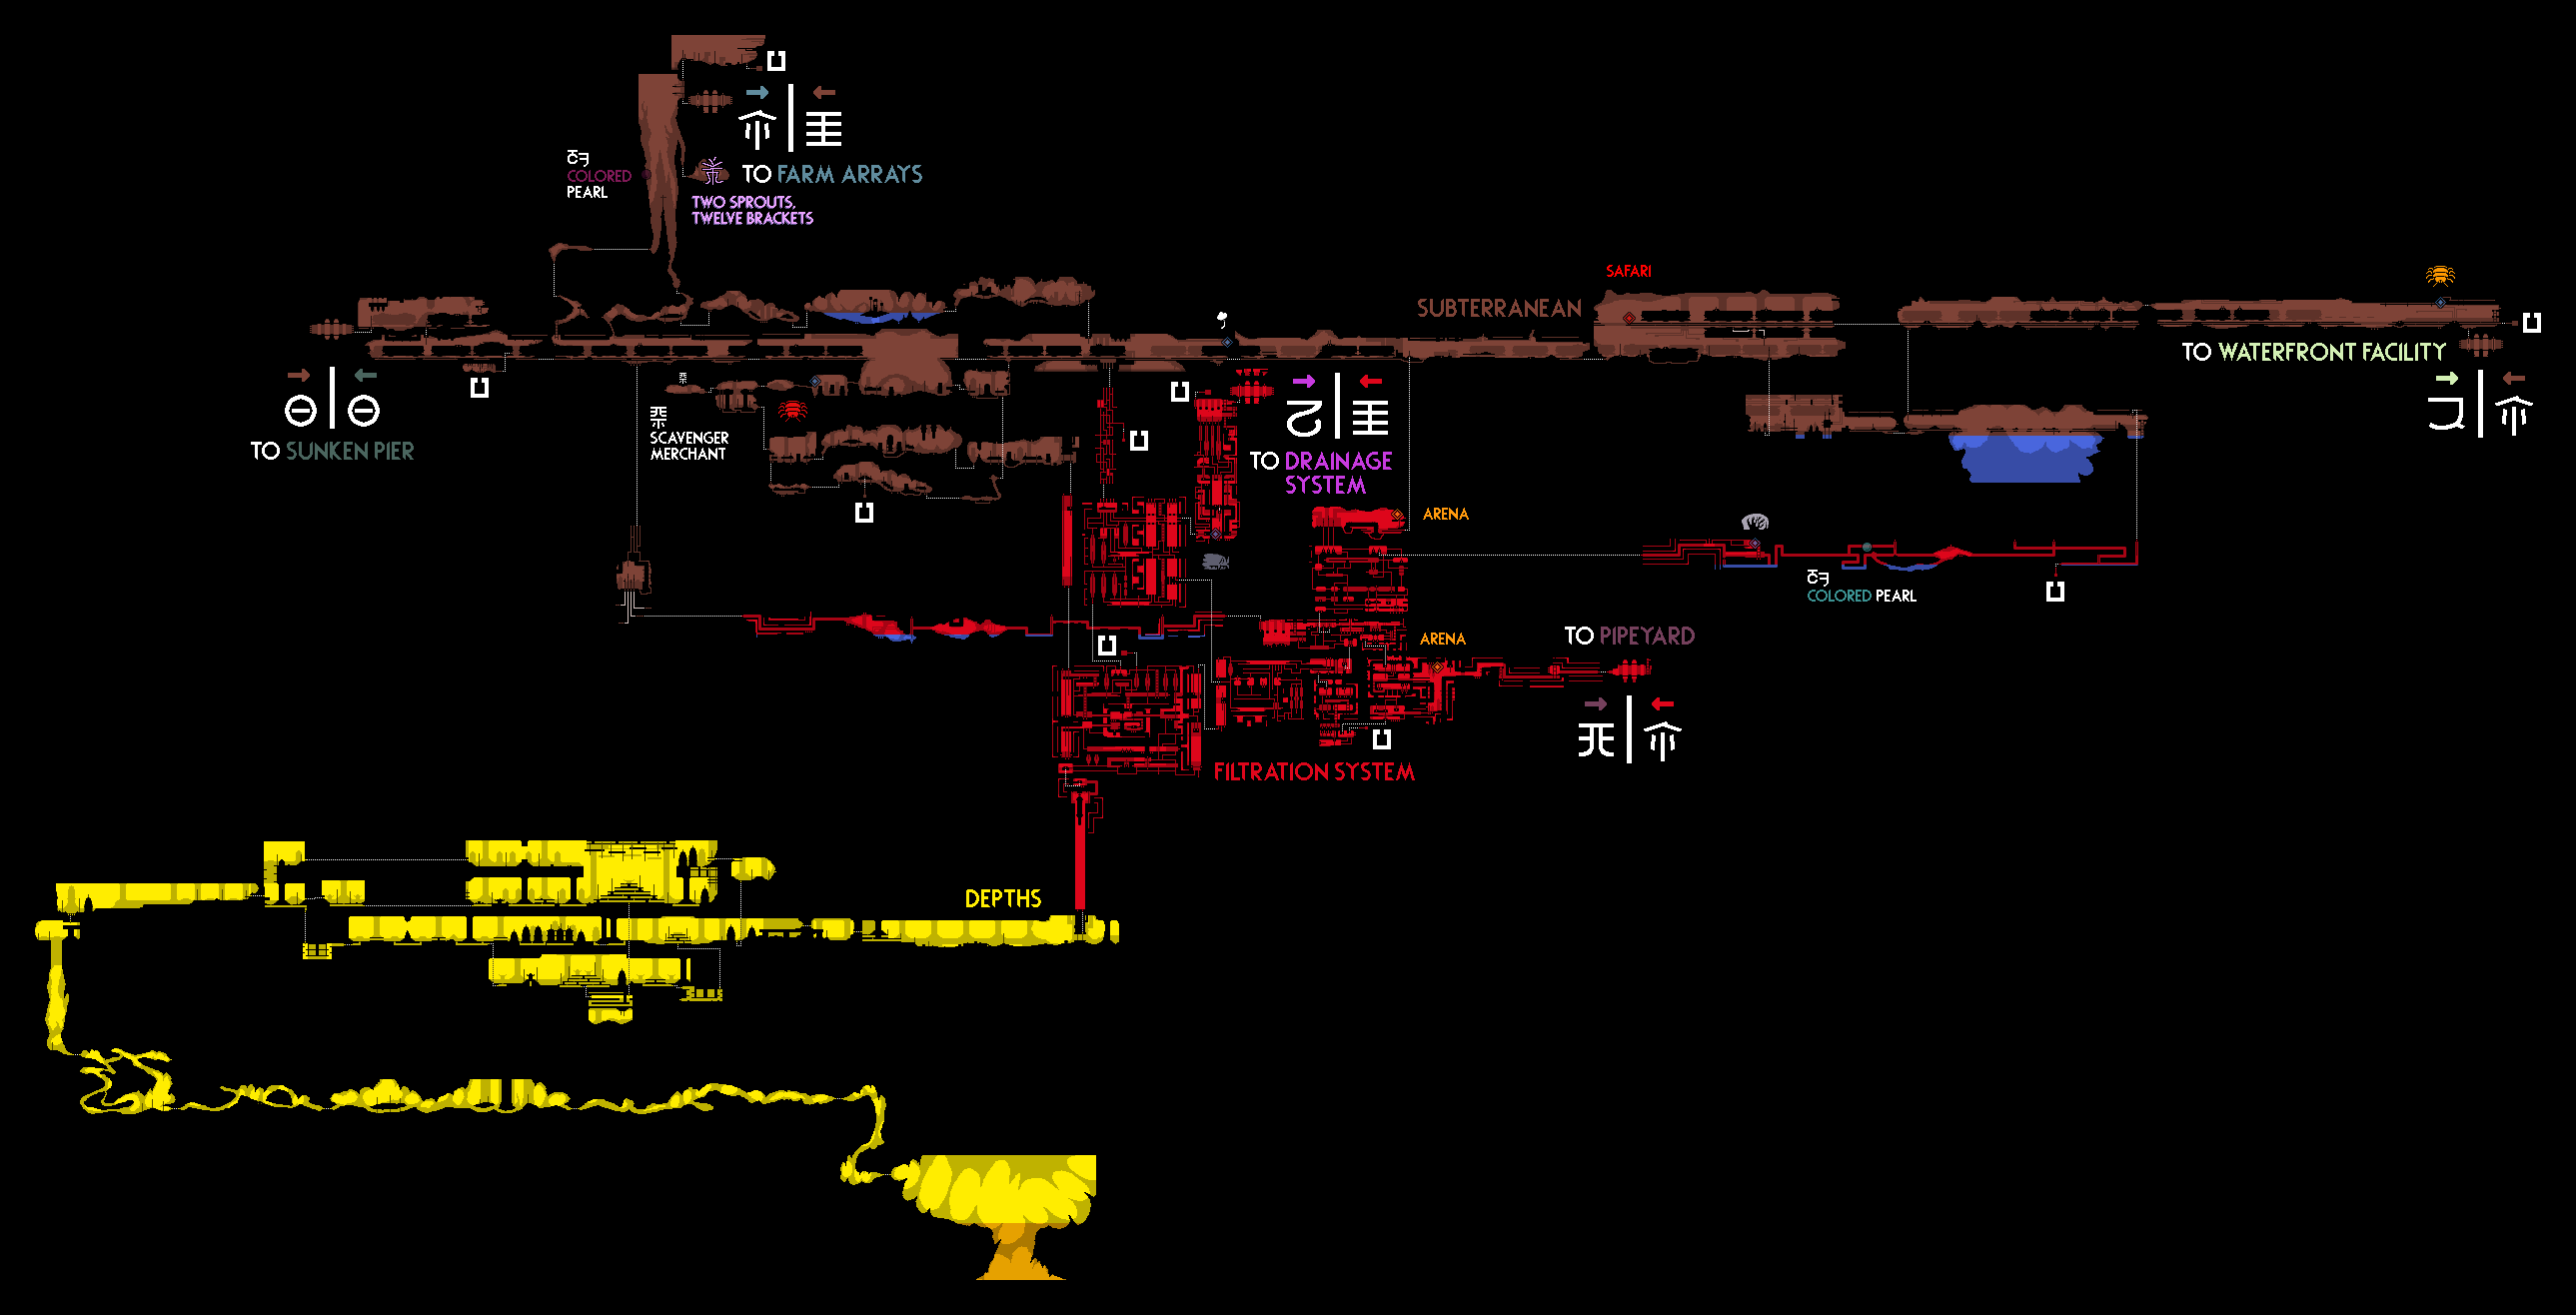 COLORED
PEARL
TO FARM ARRAYS
TWO SPROUTS,
TWELVE BRACKETS
SAFARI
SUBTERRANEAN
TO WATERFRONT FACILITY
TO SUNKEN PIER
SCAVENGER
MERCHANT
TO DRAINAGE
SYSTEM
ARENA
COLORED PEARL
ARENA
TO PIPEYARD
FILTRATION SYSTEM
DEPTHS